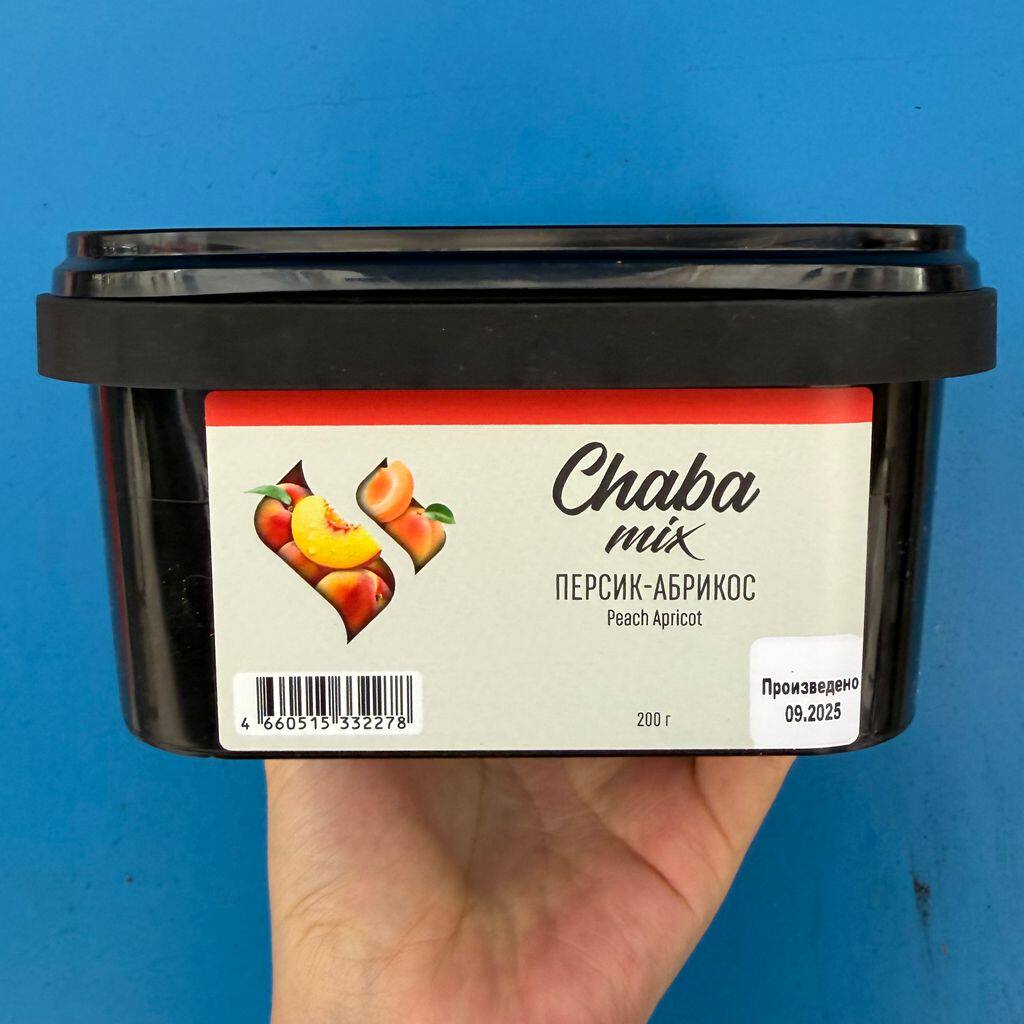 Chaba
mix
ПЕРСИК-АБРИКОС
Peach Apricot
4 660515 332278
200 г
Произведено
09.2025